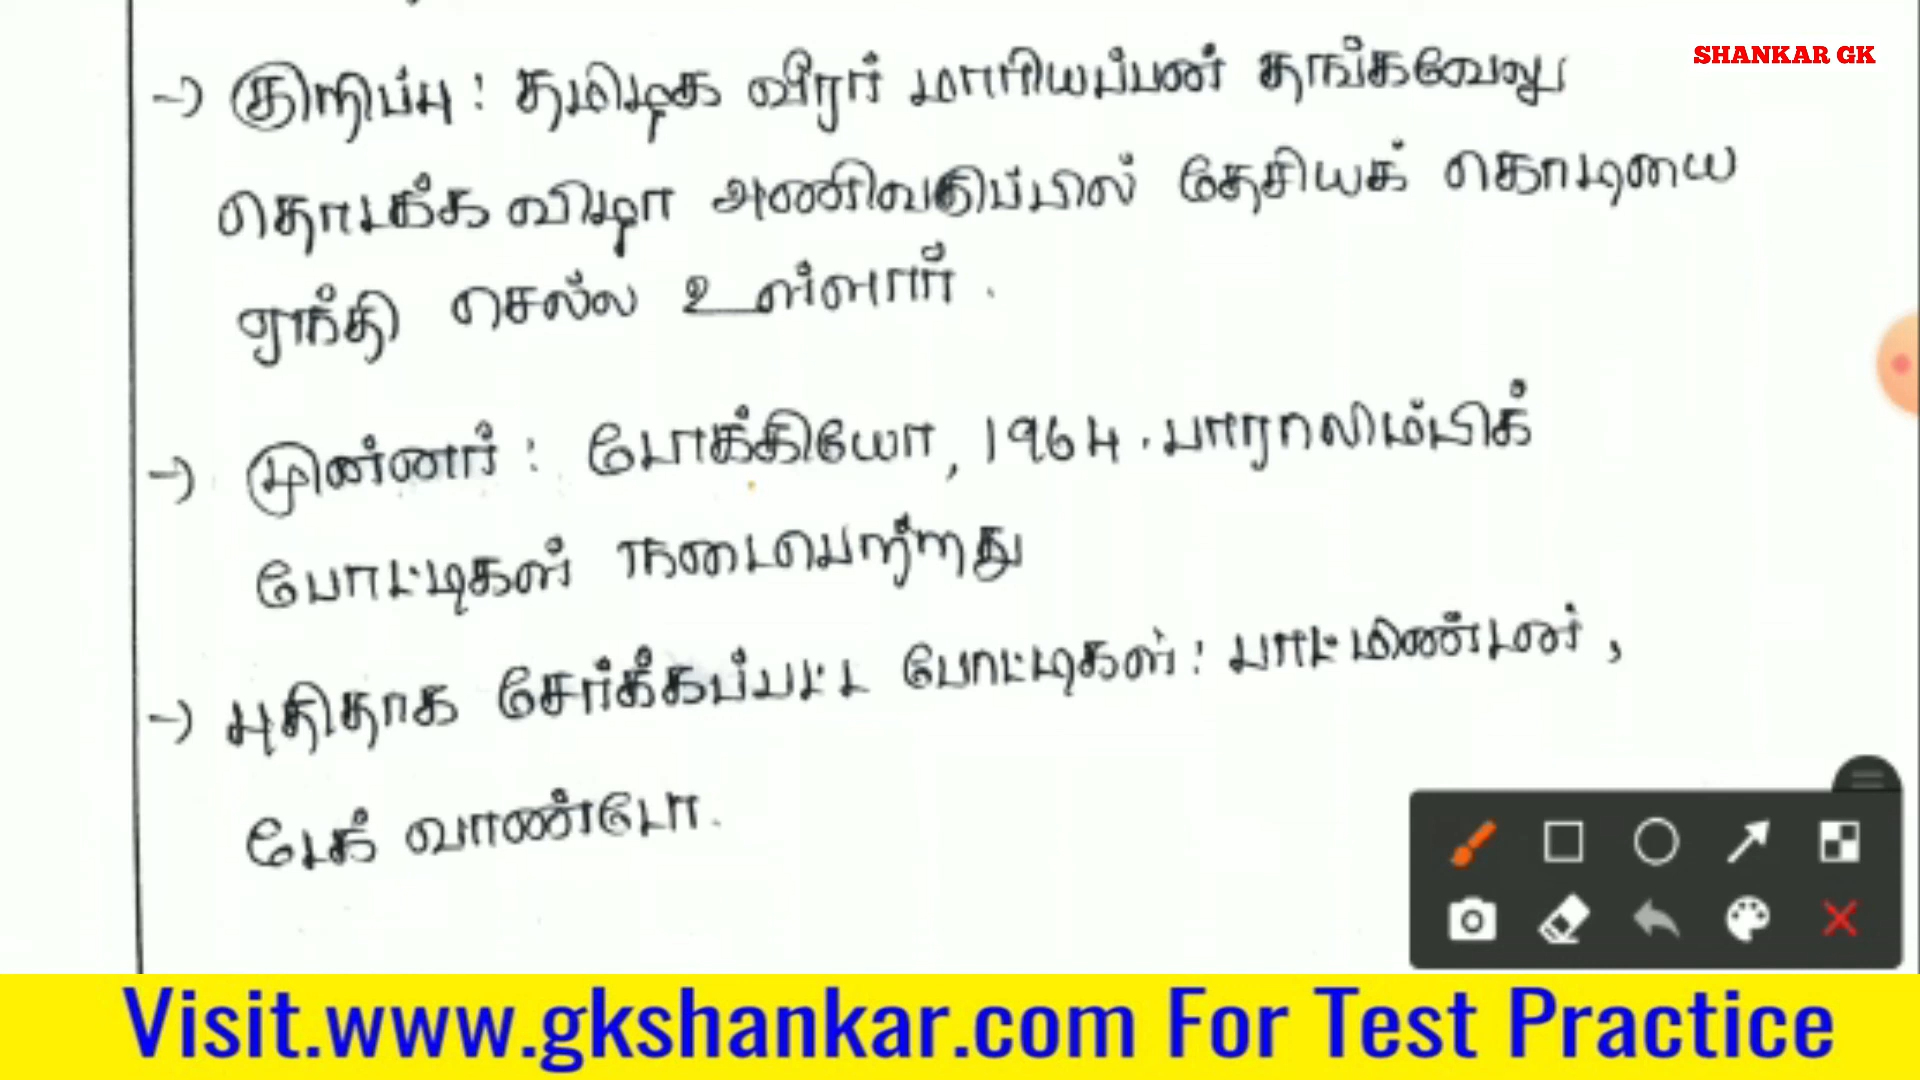 SHANKAR GK
-> குறிப்பு : தமிழக வீரர் மாரியப்பன் தங்கவேலு
தொடக்க விழா அணிவகுப்பில் தேசியக் கொடியை
ஏந்தி செல்ல உள்ளார்.
-> முன்னர் : டோக்கியோ, 1964. பாராலிம்பிக்
போட்டிகள் நடைபெற்றது
-> புதிதாக சேர்க்கப்பட்ட போட்டிகள் : பாட்மிண்டன்,
டேக் வாண்டோ.
Visit.www.gkshankar.com For Test Practice